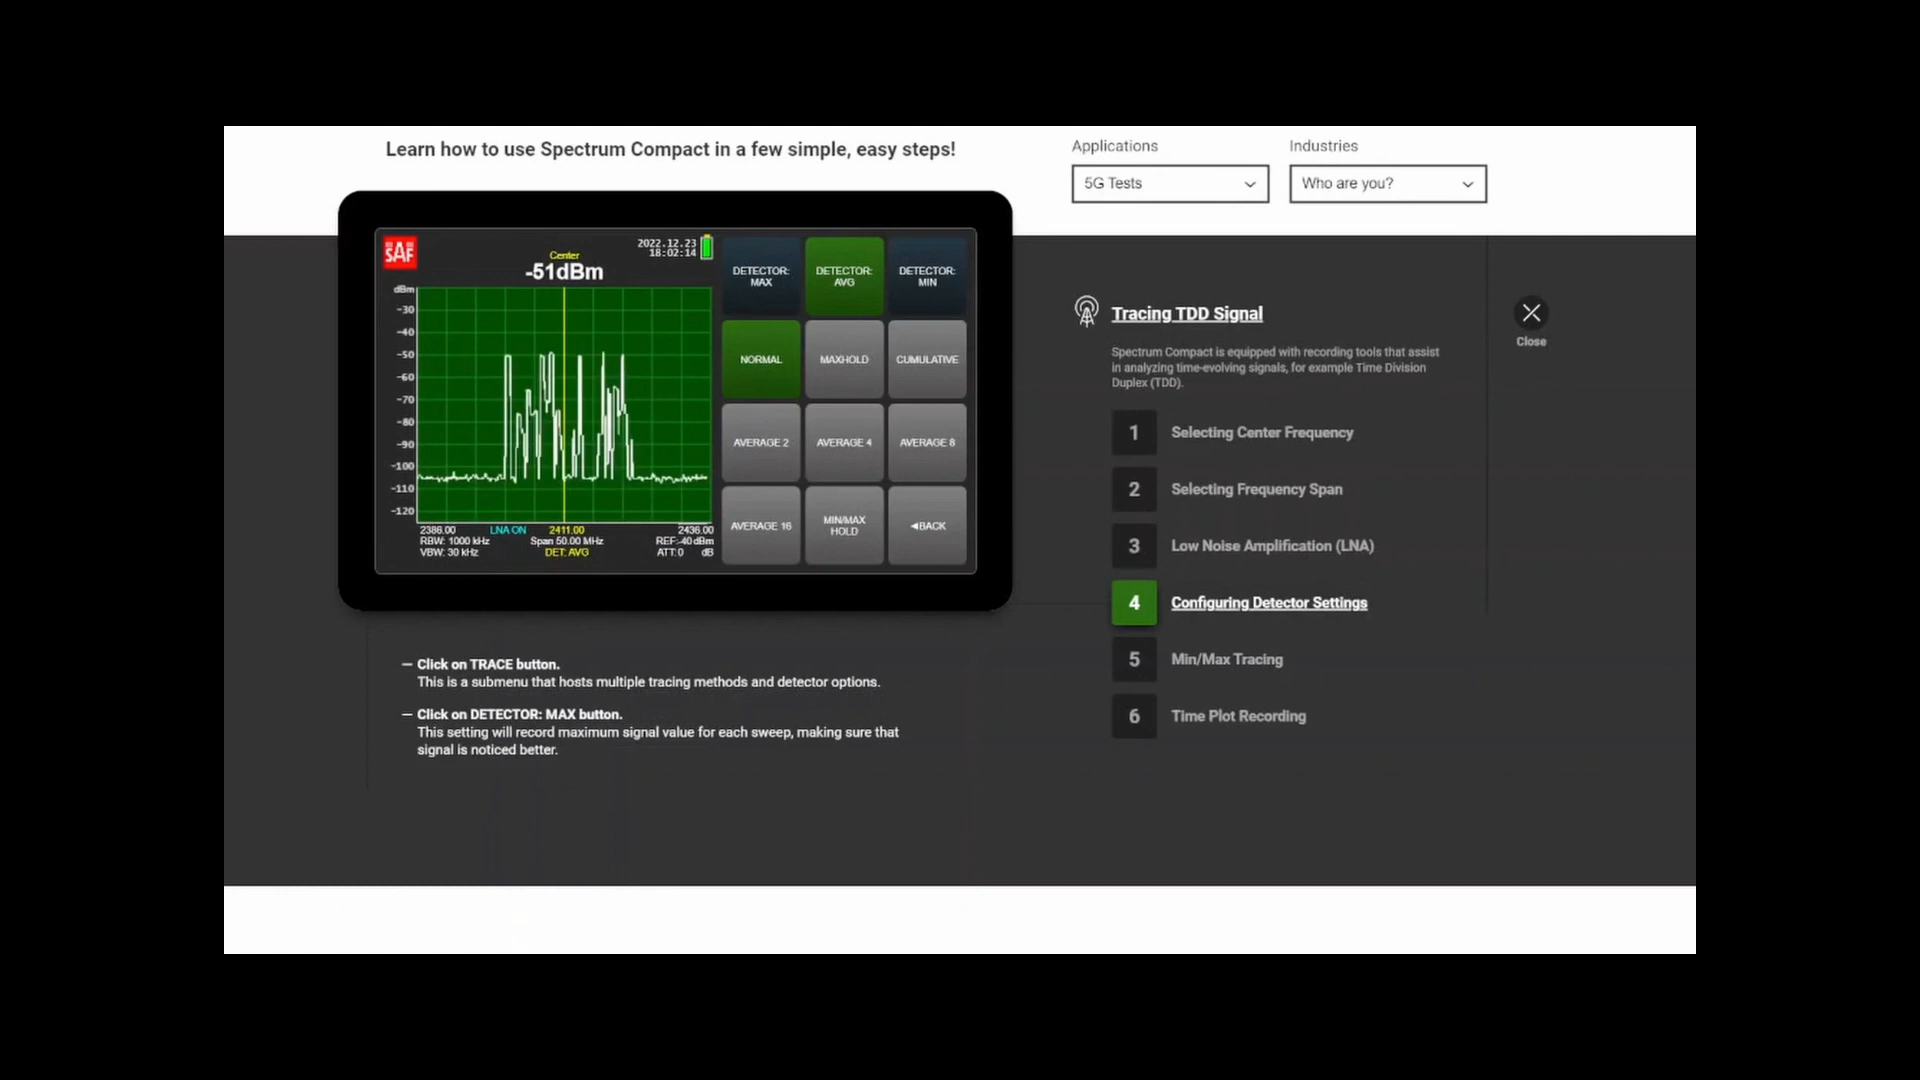 Learn how to use Spectrum Compact in a few simple, easy steps!
Applications
Industries
5G Tests
Who are you?
SAF
2022.12.23
18:02:14
Center
-51dBm
dBm
-30
-40
-50
-60
-70
-80
-90
-100
-110
-120
2386.00 LNA ON 2411.00 2436.00
RBW: 1000 kHz Span 50.00 MHz REF:-40 dBm
VBW: 30 kHz DET: AVG ATT:0 dB
DETECTOR:
MAX
DETECTOR:
AVG
DETECTOR:
MIN
NORMAL
MAXHOLD
CUMULATIVE
AVERAGE 2
AVERAGE 4
AVERAGE 8
AVERAGE 16
MIN/MAX
HOLD
◀BACK
— Click on TRACE button.
This is a submenu that hosts multiple tracing methods and detector options.
— Click on DETECTOR: MAX button.
This setting will record maximum signal value for each sweep, making sure that
signal is noticed better.
Tracing TDD Signal
Spectrum Compact is equipped with recording tools that assist
in analyzing time-evolving signals, for example Time Division
Duplex (TDD).
1 Selecting Center Frequency
2 Selecting Frequency Span
3 Low Noise Amplification (LNA)
4 Configuring Detector Settings
5 Min/Max Tracing
6 Time Plot Recording
Close